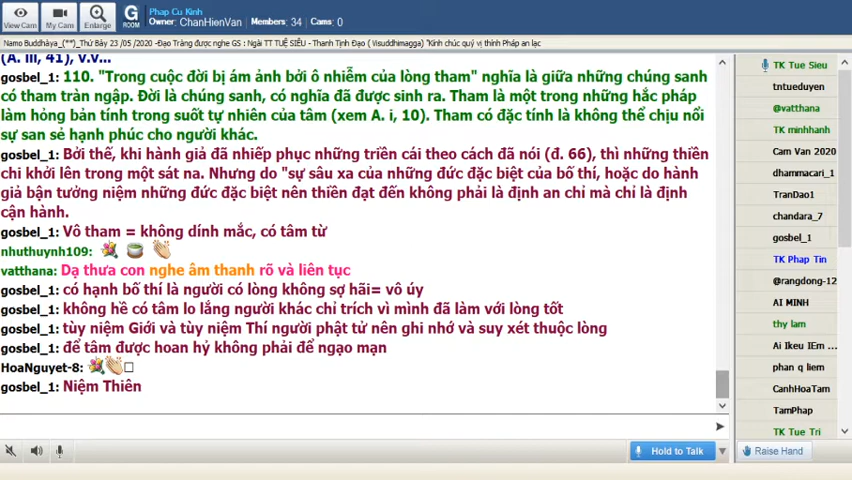 Phap Cu Kinh
Owner: ChanHienVan Members: 34 Cams: 0
View Cam
My Cam
Enlarge
G
ROOM
Namo Buddhàya_(**)_Thứ Bảy 23 /05 /2020 -Đạo Tràng được nghe GS : Ngài TT TUỆ SIÊU - Thanh Tịnh Đạo ( Visuddhimagga) "Kính chúc quý vị thính Pháp an lạc
(A. iii, 41), v.v...
gosbel_1: 110. "Trong cuộc đời bị ám ảnh bởi ô nhiễm của lòng tham" nghĩa là giữa những chúng sanh
có tham tràn ngập. Đời là chúng sanh, có nghĩa đã được sinh ra. Tham là một trong những hắc pháp
làm hỏng bản tính trong suốt tự nhiên của tâm (xem A. i, 10). Tham có đặc tính là không thể chịu nổi
sự san sẻ hạnh phúc cho người khác.
gosbel_1: Bởi thế, khi hành giả đã nhiếp phục những triền cái theo cách đã nói (đ. 66), thì những thiền
chi khởi lên trong một sát na. Nhưng do "sự sâu xa của những đức đặc biệt của bố thí, hoặc do hành
giả bận tưởng niệm những đức đặc biệt nên thiền đạt đến không phải là định an chỉ mà chỉ là định
cận hành.
gosbel_1: Vô tham = không dính mắc, có tâm từ
nhuthuynh109:
vatthana: Dạ thưa con nghe âm thanh rõ và liên tục
gosbel_1: có hạnh bố thí là người có lòng không sợ hãi= vô úy
gosbel_1: không hề có tâm lo lắng người khác chỉ trích vì mình đã làm với lòng tốt
gosbel_1: tùy niệm Giới và tùy niệm Thí người phật tử nên ghi nhớ và suy xét thuộc lòng
gosbel_1: để tâm được hoan hỷ không phải để ngạo mạn
HoaNguyet-8:
gosbel_1: Niệm Thiên
TK Tue Sieu
tntueduyen
@vatthana
TK minhhanh
Cam Van 2020
dhammacari_1
TranDao1
chandara_7
gosbel_1
TK Phap Tin
@rangdong-12
AI MINH
thy lam
Ai Ikeu IEm ...
phan q liem
CanhHoaTam
TamPhap
TK Tue Tri
Hold to Talk
Raise Hand